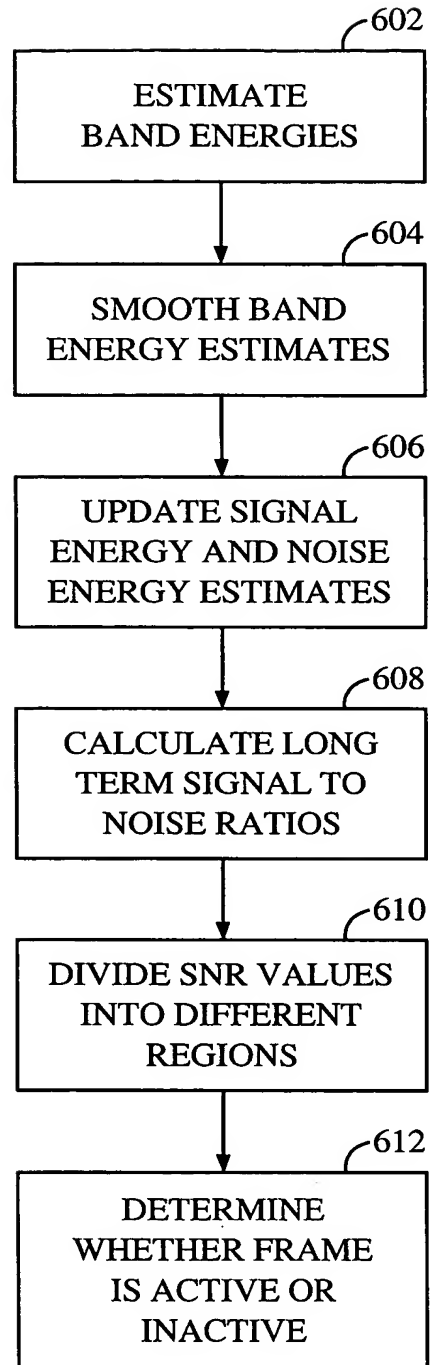 602
ESTIMATE
BAND ENERGIES
604
SMOOTH BAND
ENERGY ESTIMATES
606
UPDATE SIGNAL
ENERGY AND NOISE
ENERGY ESTIMATES
608
CALCULATE LONG
TERM SIGNAL TO
NOISE RATIOS
610
DIVIDE SNR VALUES
INTO DIFFERENT
REGIONS
612
DETERMINE
WHETHER FRAME
IS ACTIVE OR
INACTIVE